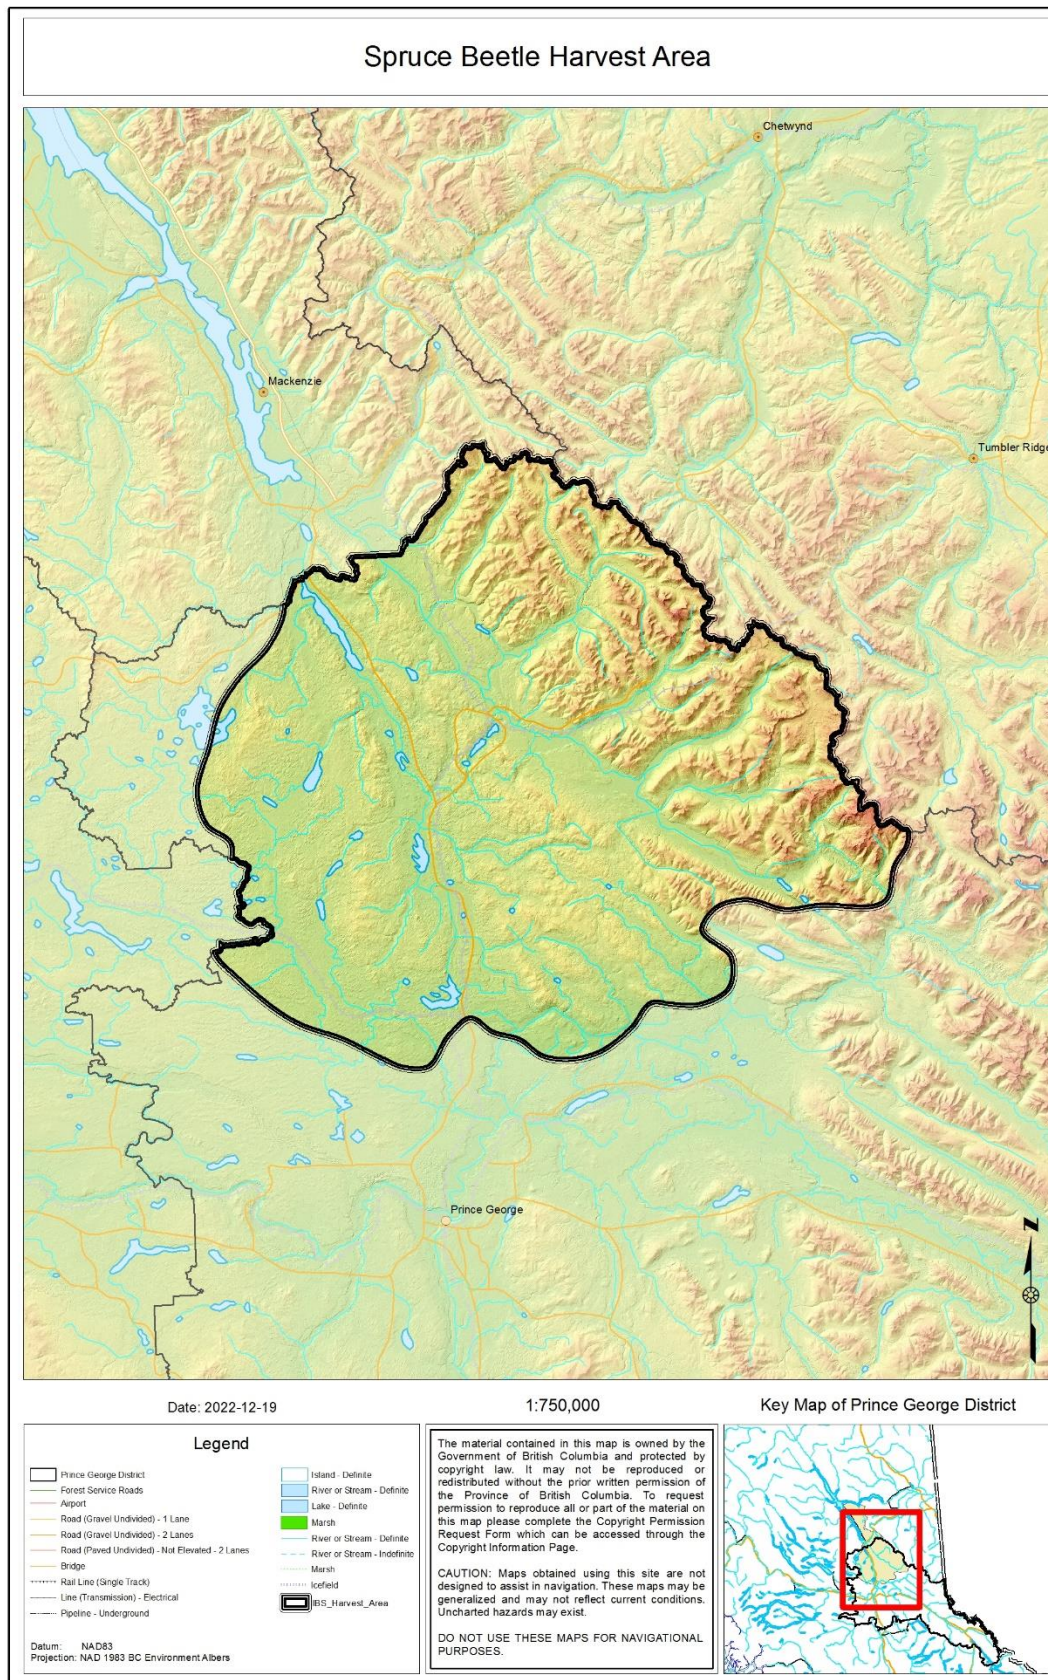 Spruce Beetle Harvest Area
Chetwynd
Mackenzie
Tumbler Ridge
Prince George
N
Date: 2022-12-19
1:750,000
Key Map of Prince George District
Legend
Prince George District
Forest Service Roads
Airport
Road (Gravel Undivided) - 1 Lane
Road (Gravel Undivided) - 2 Lanes
Road (Paved Undivided) - Not Elevated - 2 Lanes
Bridge
Rail Line (Single Track)
Line (Transmission) - Electrical
Pipeline - Underground
Island - Definite
River or Stream - Definite
Lake - Definite
Marsh
River or Stream - Definite
River or Stream - Indefinite
Marsh
Icefield
IBS_Harvest_Area
Datum: NAD83
Projection: NAD 1983 BC Environment Albers
The material contained in this map is owned by the
Government of British Columbia and protected by
copyright law. It may not be reproduced or
redistributed without the prior written permission of
the Province of British Columbia. To request
permission to reproduce all or part of the material on
this map please complete the Copyright Permission
Request Form which can be accessed through the
Copyright Information Page.
CAUTION: Maps obtained using this site are not
designed to assist in navigation. These maps may be
generalized and may not reflect current conditions.
Uncharted hazards may exist.
DO NOT USE THESE MAPS FOR NAVIGATIONAL
PURPOSES.